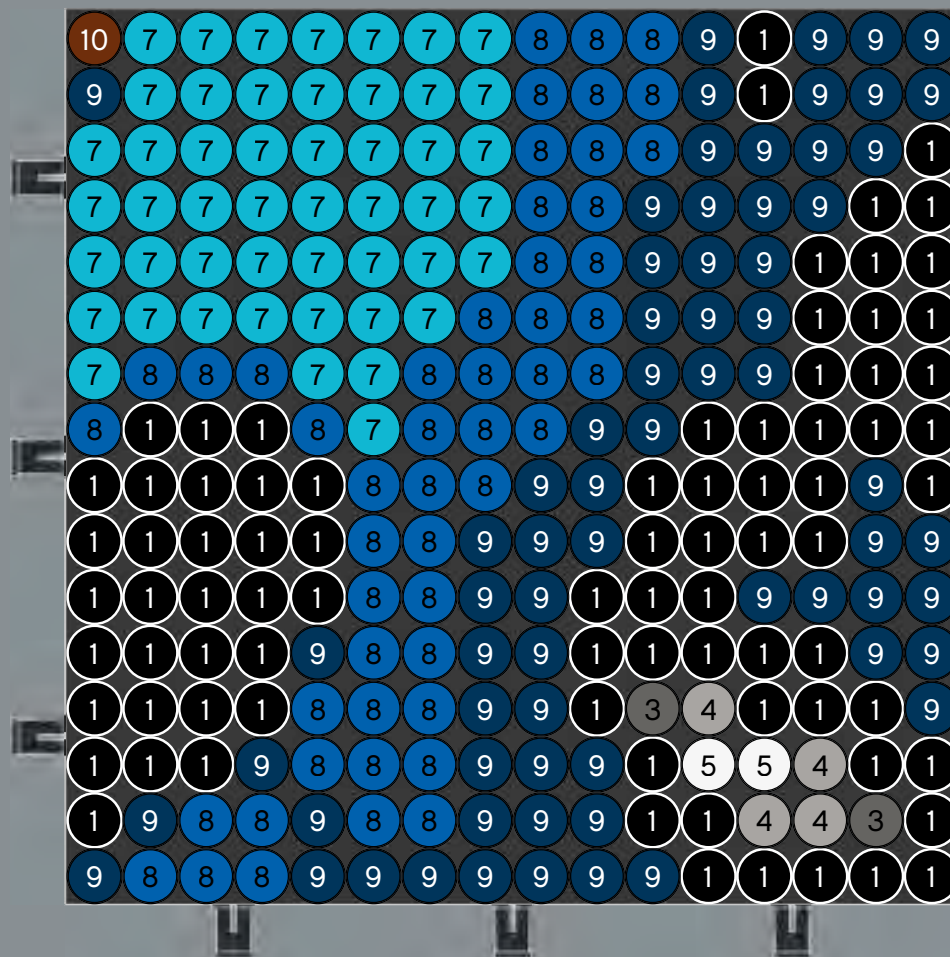 10 7 7 7 7 7 7 7 8 8 8 9 1 9 9 9
9 7 7 7 7 7 7 7 8 8 8 9 1 9 9 9
7 7 7 7 7 7 7 7 8 8 8 9 9 9 9 1
7 7 7 7 7 7 7 7 8 8 9 9 9 9 1 1
7 7 7 7 7 7 7 7 8 8 9 9 9 1 1 1
7 7 7 7 7 7 7 8 8 8 9 9 9 1 1 1
7 8 8 8 7 7 8 8 8 8 9 9 9 1 1 1
8 1 1 1 8 7 8 8 8 9 9 1 1 1 1 1
1 1 1 1 1 8 8 8 9 9 1 1 1 1 9 1
1 1 1 1 1 8 8 9 9 9 1 1 1 1 9 9
1 1 1 1 1 8 8 9 9 1 1 1 9 9 9 9
1 1 1 1 9 8 8 9 9 1 1 1 1 1 9 9
1 1 1 1 8 8 8 9 9 1 3 4 1 1 1 9
1 1 1 9 8 8 8 9 9 9 1 5 5 4 1 1
1 9 8 8 9 8 8 9 9 9 1 1 4 4 3 1
9 8 8 8 9 9 9 9 9 9 9 1 1 1 1 1